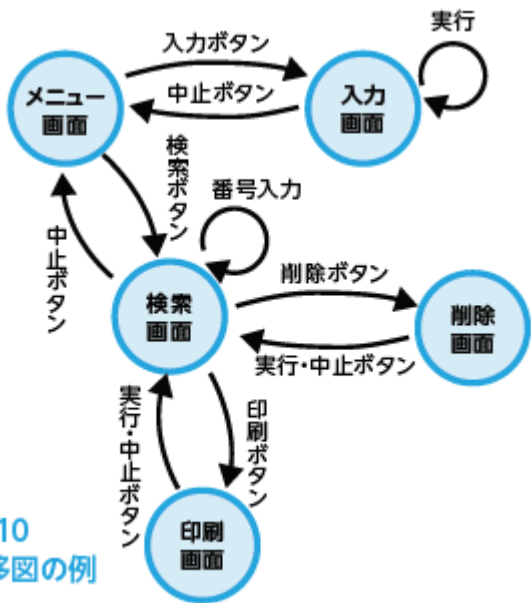 実行
入力ボタン
中止ボタン
メニュー
画面
入力
画面
検索ボタン
番号入力
中止ボタン
検索
画面
削除ボタン
削除
画面
実行・中止ボタン
実行・中止ボタン
印刷ボタン
印刷
画面
10
移図の例